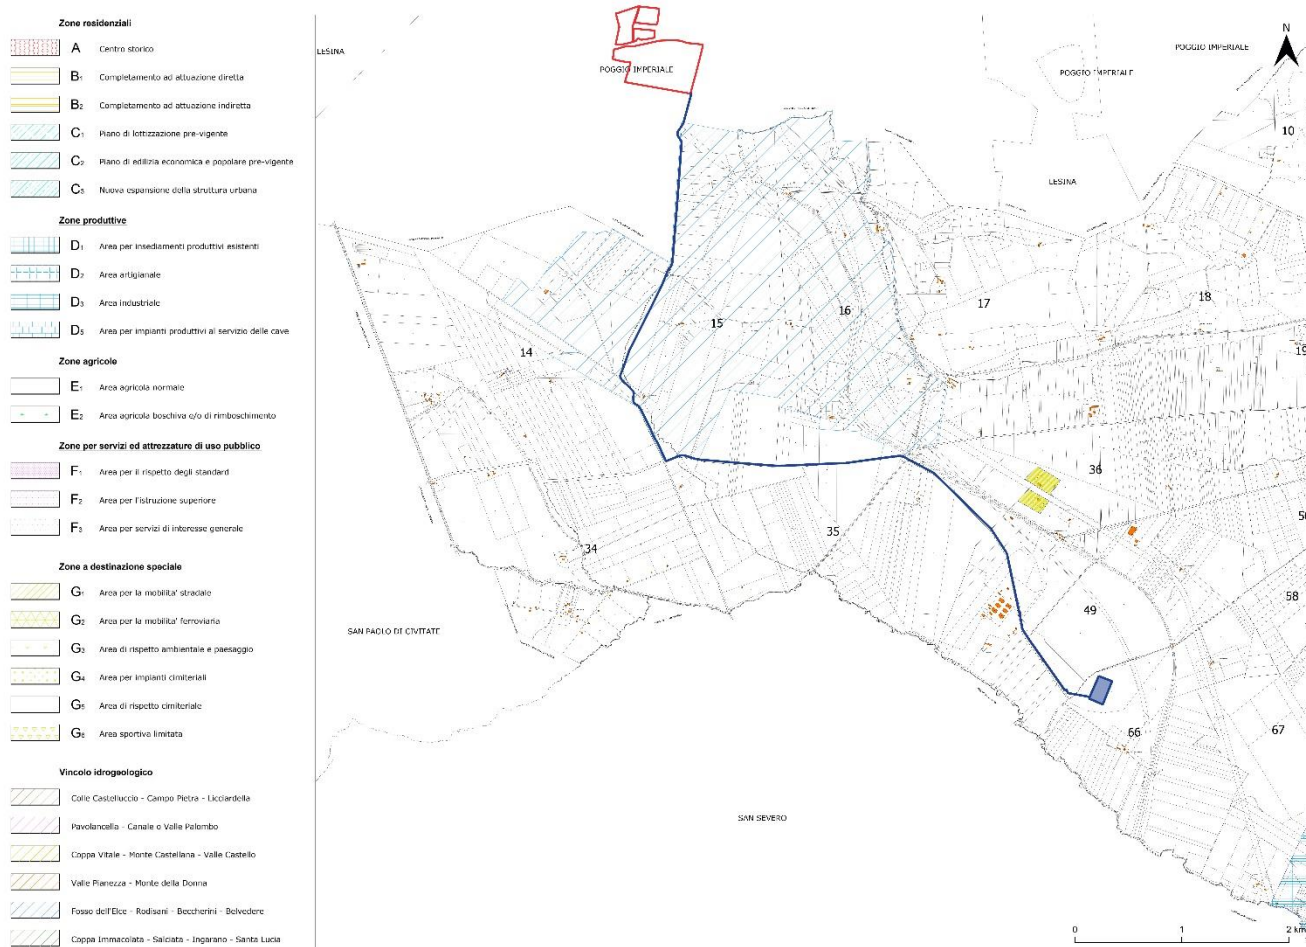 Zone residenziali
A Centro storico
B1 Completamento ad attuazione diretta
B2 Completamento ad attuazione indiretta
C1 Piano di lottizzazione pre-vigente
C2 Piano di edilizia economica e popolare pre-vigente
C3 Nuova espansione della struttura urbana
Zone produttive
D1 Area per insediamenti produttivi esistenti
D2 Area artigianale
D3 Area industriale
D5 Area per impianti produttivi al servizio delle cave
Zone agricole
E1 Area agricola normale
E2 Area agricola boschiva e/o di rimboschimento
Zone per servizi ed attrezzature di uso pubblico
F1 Area per il rispetto degli standard
F2 Area per l'istruzione superiore
F3 Area per servizi di interesse generale
Zone a destinazione speciale
G1 Area per la mobilita' stradale
G2 Area per la mobilita' ferroviaria
G3 Area di rispetto ambientale e paesaggio
G4 Area per impianti cimiteriali
G5 Area di rispetto cimiteriale
G6 Area sportiva limitata
Vincolo idrogeologico
Colle Castelluccio - Campo Pietra - Licciardella
Pavolancella - Canale o Valle Palombo
Coppa Vitale - Monte Castellana - Valle Castello
Valle Pianezza - Monte della Donna
Fosso dell'Elce - Rodisani - Beccherini - Belvedere
Coppa Immacolata - Salciata - Ingarano - Santa Lucia
LESINA
POGGIO IMPERIALE
POGGIO IMPERIALE
POGGIO IMPERIALE
N
10
LESINA
14
15
16
17
18
19
36
34
35
49
58
66
67
SAN PAOLO DI CIVITATE
SAN SEVERO
0 1 2 km